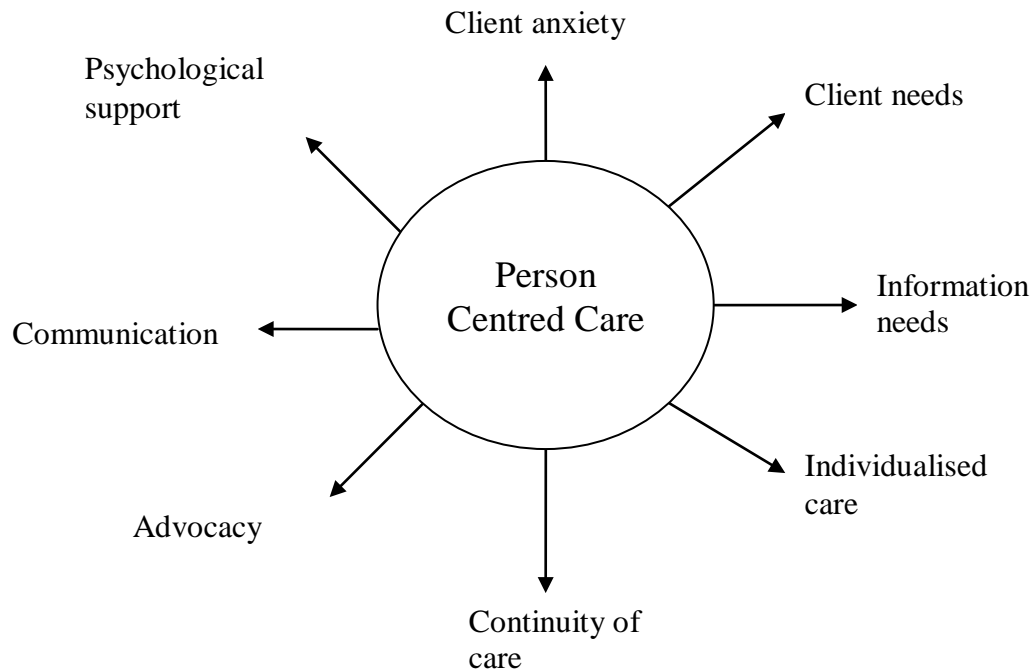 Client anxiety
Psychological
support
Client needs
Person
Centred Care
Information
needs
Communication
Individualised
care
Advocacy
Continuity of
care